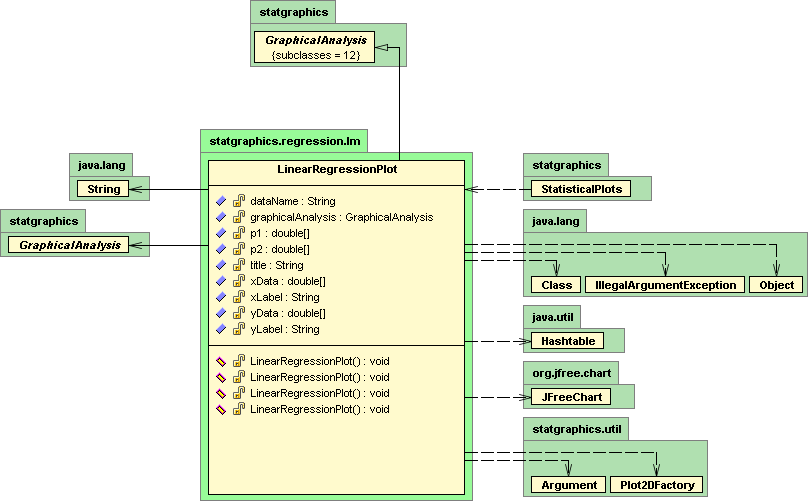 statgraphics
GraphicalAnalysis
{subclasses = 12}
statgraphics.regression.lm
LinearRegressionPlot
java.lang
String
statgraphics
GraphicalAnalysis
dataName : String
graphicalAnalysis : GraphicalAnalysis
p1 : double[]
p2 : double[]
title : String
xData : double[]
xLabel : String
yData : double[]
yLabel : String
LinearRegressionPlot() : void
LinearRegressionPlot() : void
LinearRegressionPlot() : void
LinearRegressionPlot() : void
statgraphics
StatisticalPlots
java.lang
Class IllegalArgumentException Object
java.util
Hashtable
org.jfree.chart
JFreeChart
statgraphics.util
Argument Plot2DFactory